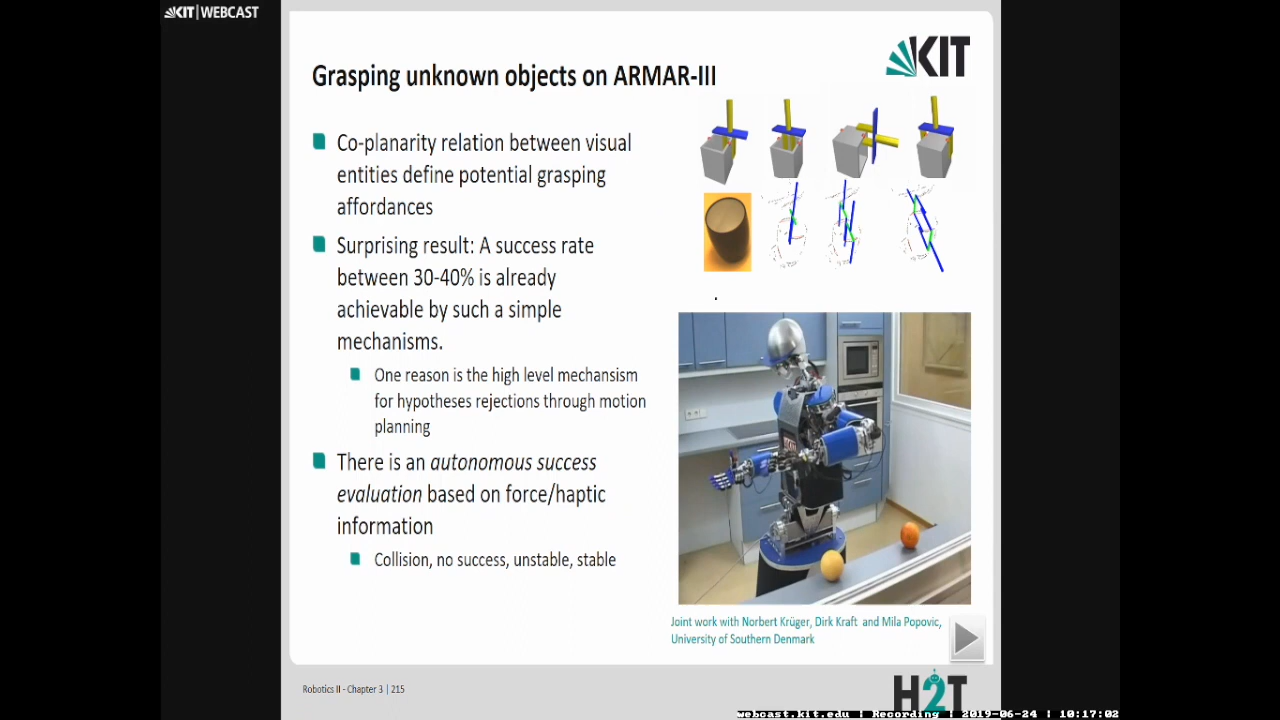 KIT|WEBCAST
KIT
Grasping unknown objects on ARMAR-III
Co-planarity relation between visual
entities define potential grasping
affordances
Surprising result: A success rate
between 30-40% is already
achievable by such a simple
mechanisms.
One reason is the high level mechansism
for hypotheses rejections through motion
planning
There is an autonomous success
evaluation based on force/haptic
information
Collision, no success, unstable, stable
Joint work with Norbert Krüger, Dirk Kraft and Mila Popovic,
University of Southern Denmark
Robotics II - Chapter 3 | 215
H2T
webcast.kit.edu | Recording | 2019-06-24 | 10:17:02